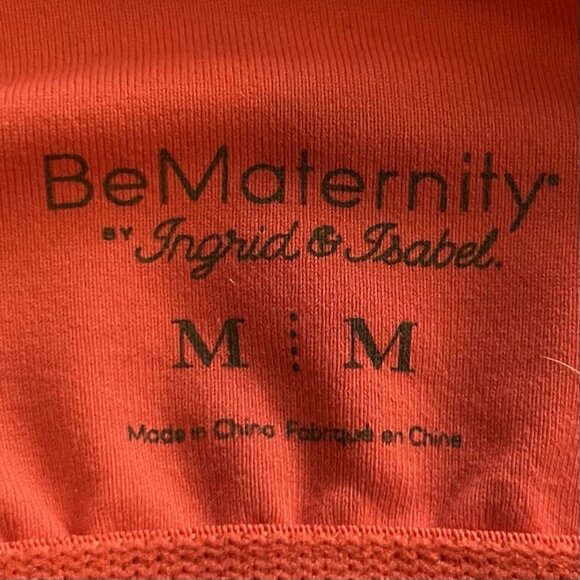 BeMaternity®
BY Ingrid & Isabel.
M M
Made in China Fabriqué en Chine